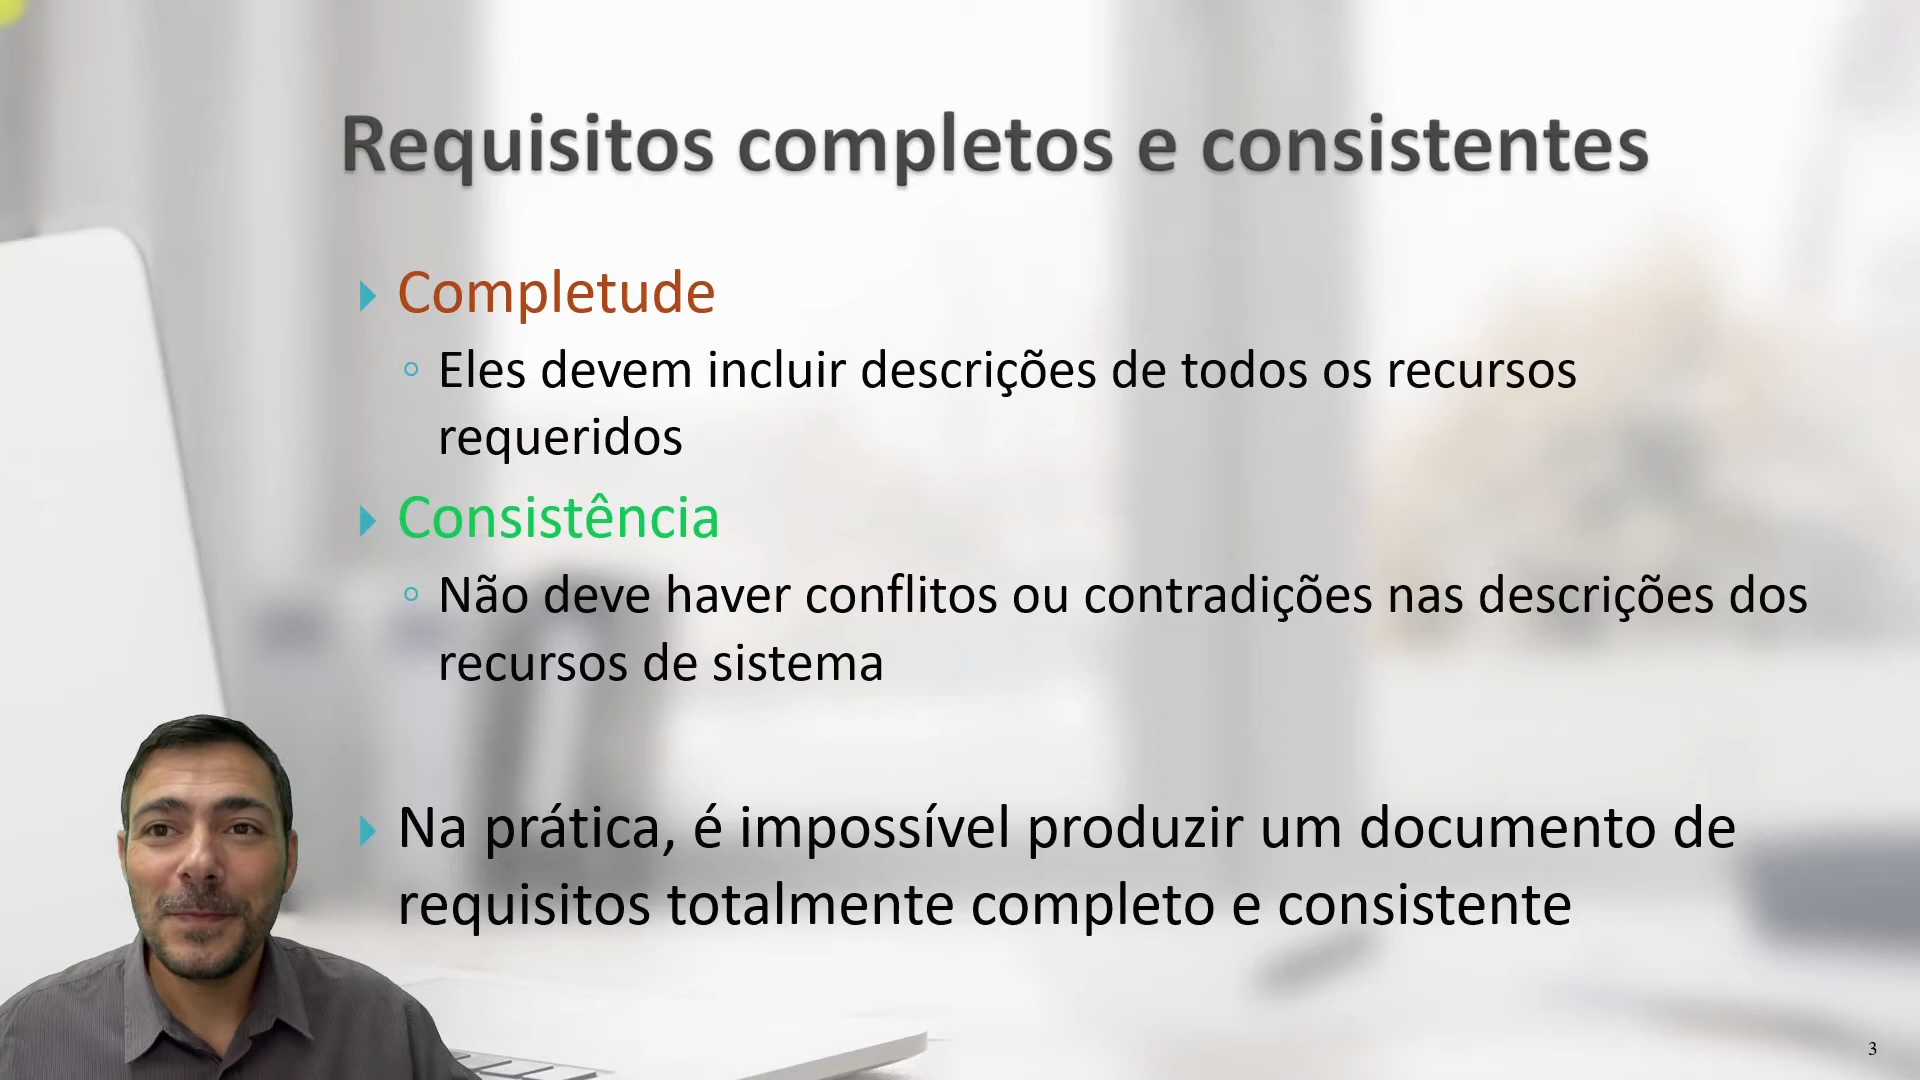 Requisitos completos e consistentes
Completude
Eles devem incluir descrições de todos os recursos
requeridos
Consistência
Não deve haver conflitos ou contradições nas descrições dos
recursos de sistema
Na prática, é impossível produzir um documento de
requisitos totalmente completo e consistente
3